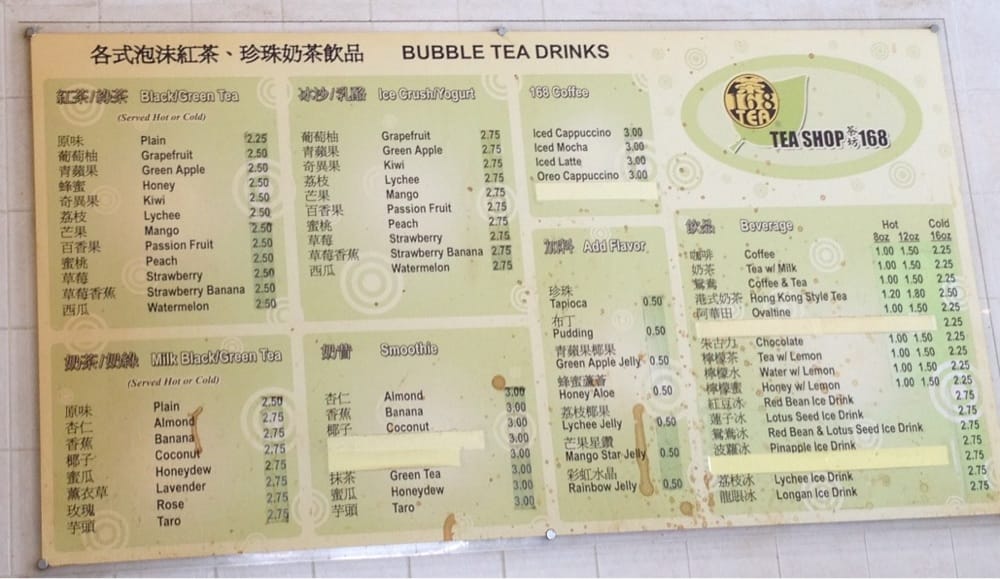 各式泡沫紅茶、珍珠奶茶飲品 BUBBLE TEA DRINKS
紅茶/綠茶 Black/Green Tea
(Served Hot or Cold)
原味 Plain 2.25
葡萄柚 Grapefruit 2.50
青蘋果 Green Apple 2.50
蜂蜜 Honey 2.50
奇異果 Kiwi 2.50
荔枝 Lychee 2.50
芒果 Mango 2.50
百香果 Passion Fruit 2.50
蜜桃 Peach 2.50
草莓 Strawberry 2.50
草莓香蕉 Strawberry Banana 2.50
西瓜 Watermelon 2.50
冰沙/乳酪 Ice Crush/Yogurt
葡萄柚 Grapefruit 2.75
青蘋果 Green Apple 2.75
奇異果 Kiwi 2.75
荔枝 Lychee 2.75
芒果 Mango 2.75
百香果 Passion Fruit 2.75
蜜桃 Peach 2.75
草莓 Strawberry 2.75
草莓香蕉 Strawberry Banana 2.75
西瓜 Watermelon 2.75
168 Coffee
Iced Cappuccino 3.00
Iced Mocha 3.00
Iced Latte 3.00
Oreo Cappuccino 3.00
茶
168
TEA
TEA SHOP 茶坊 168
奶茶/奶綠 Milk Black/Green Tea
(Served Hot or Cold)
原味 Plain 2.50
杏仁 Almond 2.75
香蕉 Banana 2.75
椰子 Coconut 2.75
蜜瓜 Honeydew 2.75
薰衣草 Lavender 2.75
玫瑰 Rose 2.75
芋頭 Taro 2.75
奶昔 Smoothie
杏仁 Almond 3.00
香蕉 Banana 3.00
椰子 Coconut 3.00
3.00
3.00
抹茶 Green Tea 3.00
蜜瓜 Honeydew 3.00
芋頭 Taro 3.00
加料 Add Flavor
珍珠
Tapioca 0.50
布丁
Pudding 0.50
青蘋果椰果
Green Apple Jelly 0.50
蜂蜜蘆薈
Honey Aloe 0.50
荔枝椰果
Lychee Jelly 0.50
芒果星鑽
Mango Star Jelly 0.50
彩虹水晶
Rainbow Jelly 0.50
飲品 Beverage Hot Cold
8oz 12oz 16oz
咖啡 Coffee 1.00 1.50 2.25
奶茶 Tea w/ Milk 1.00 1.50 2.25
鴛鴦 Coffee & Tea 1.00 1.50 2.25
港式奶茶 Hong Kong Style Tea 1.20 1.80 2.50
阿華田 Ovaltine 1.00 1.50 2.25
2.25
朱古力 Chocolate 1.00 1.50 2.25
檸檬茶 Tea w/ Lemon 1.00 1.50 2.25
檸檬水 Water w/ Lemon 1.00 1.50 2.25
檸檬蜜 Honey w/ Lemon 1.00 1.50 2.25
紅豆冰 Red Bean Ice Drink 2.75
蓮子冰 Lotus Seed Ice Drink 2.75
鴛鴦冰 Red Bean & Lotus Seed Ice Drink 2.75
波蘿冰 Pinaple Ice Drink 2.75
2.75
荔枝冰 Lychee Ice Drink 2.75
龍眼冰 Longan Ice Drink 2.75